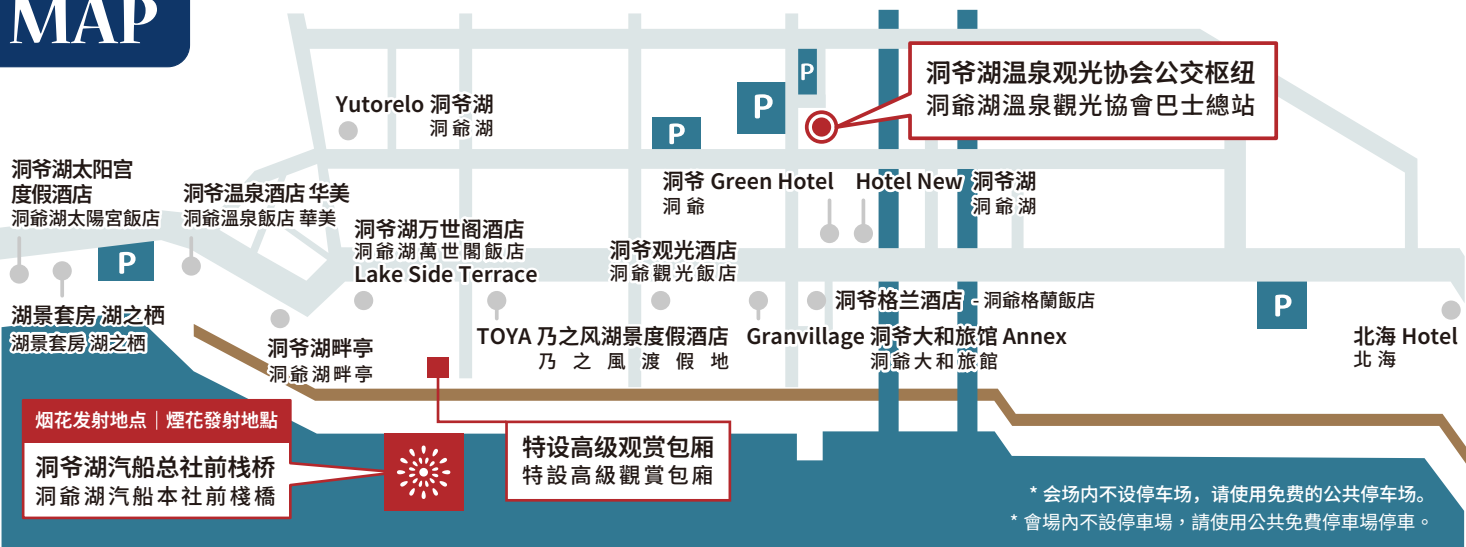 MAP
洞爷湖温泉观光协会公交枢纽
洞爺湖溫泉觀光協會巴士總站
P
P
P
Yutorelo 洞爷湖
洞爺湖
洞爷湖太阳宫
度假酒店
洞爺湖太陽宮飯店
洞爷温泉酒店 华美
洞爺溫泉飯店 華美
洞爷 Green Hotel
洞爺
Hotel New 洞爷湖
洞爺湖
洞爷湖万世阁酒店
洞爺湖萬世閣飯店
Lake Side Terrace
洞爷观光酒店
洞爺觀光飯店
P
P
洞爷格兰酒店 - 洞爺格蘭飯店
湖景套房 湖之栖
湖景套房 湖之栖
洞爷湖畔亭
洞爺湖畔亭
TOYA 乃之风湖景度假酒店
乃之風渡假地
Granvillage 洞爷大和旅馆 Annex
洞爺大和旅館
北海 Hotel
北海
烟花发射地点｜煙花發射地點
洞爷湖汽船总社前栈桥
洞爺湖汽船本社前棧橋
特设高级观赏包厢
特設高級觀賞包廂
* 会场内不设停车场，请使用免费的公共停车场。
* 會場內不設停車場，請使用公共免費停車場停車。